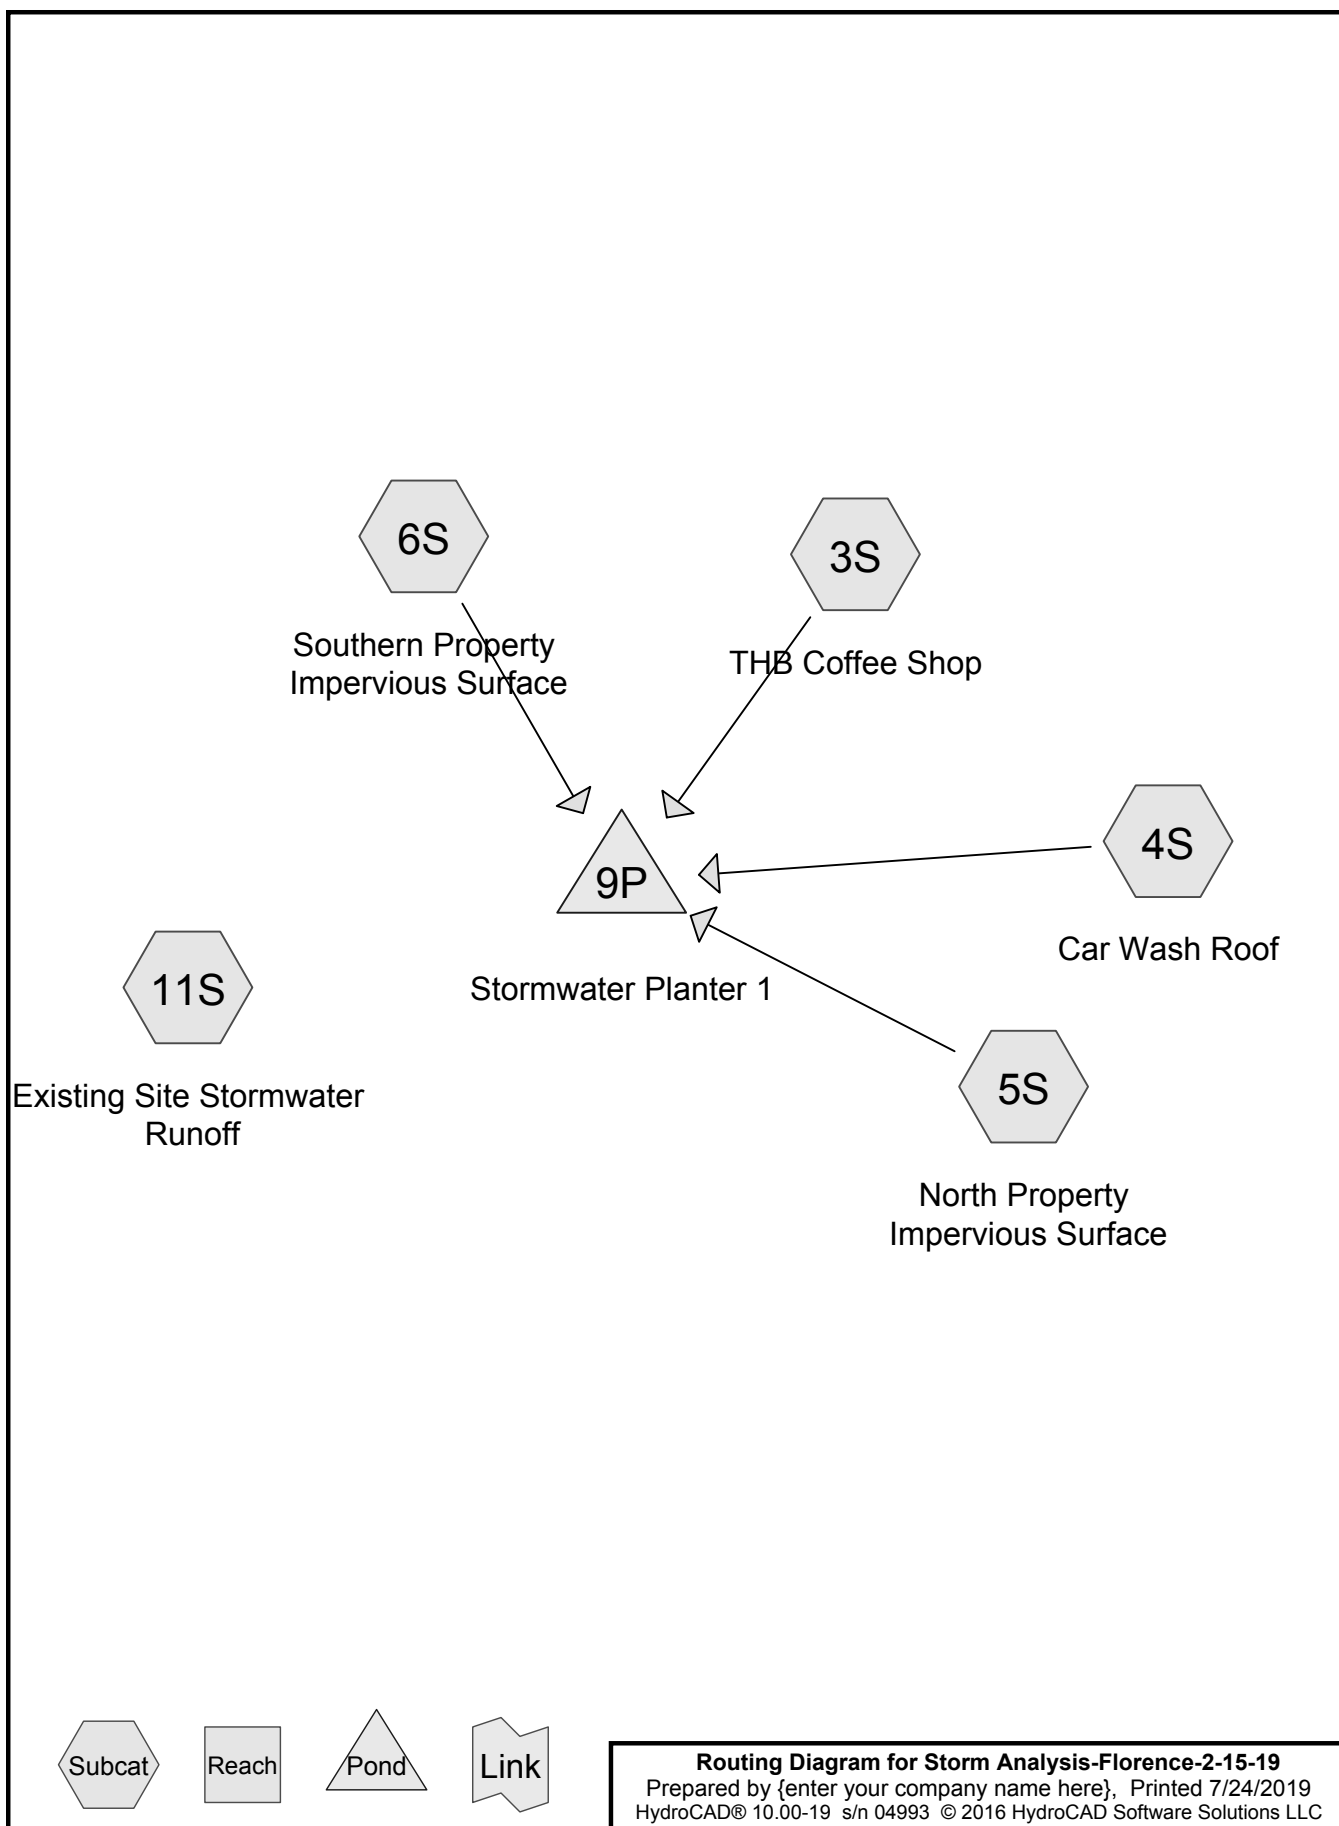 6S
Southern Property
Impervious Surface
3S
THB Coffee Shop
4S
Car Wash Roof
9P
Stormwater Planter 1
11S
Existing Site Stormwater
Runoff
5S
North Property
Impervious Surface
Subcat
Reach
Pond
Link
Routing Diagram for Storm Analysis-Florence-2-15-19
Prepared by {enter your company name here}, Printed 7/24/2019
HydroCAD® 10.00-19 s/n 04993 © 2016 HydroCAD Software Solutions LLC